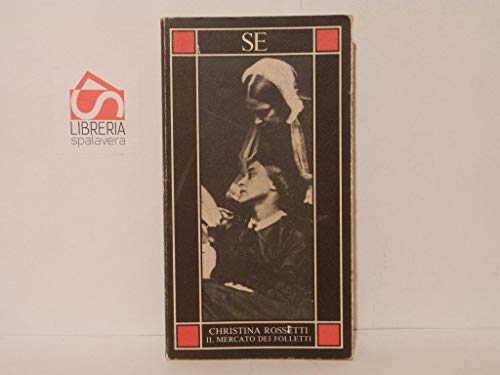 SE
LIBRERIA
spalavera
CHRISTINA ROSSETTI
IL MERCATO DEI FOLLETTI